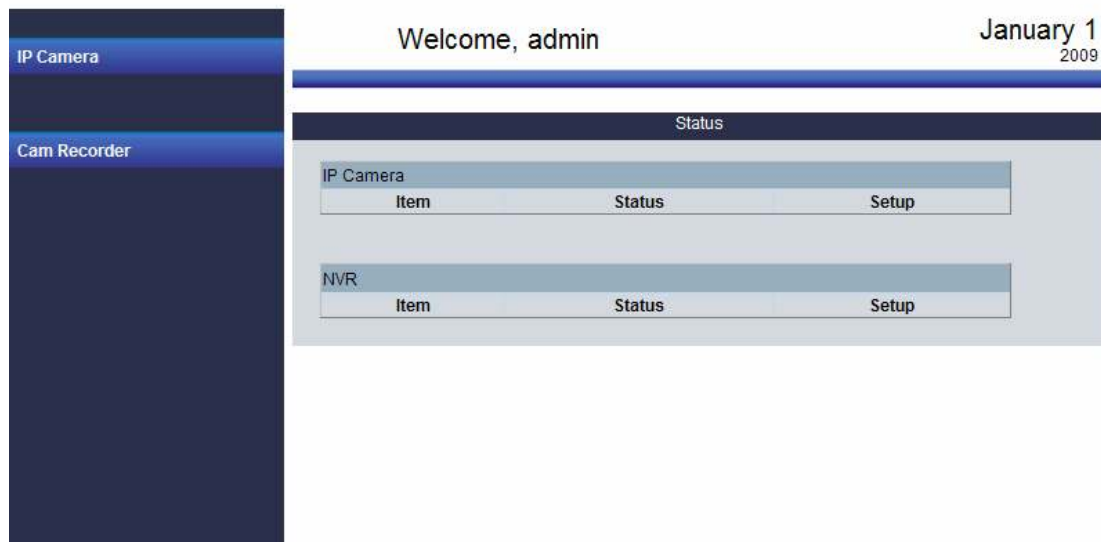 IP Camera
Cam Recorder
Welcome, admin
January 1
2009
Status
IP Camera
Item Status Setup
NVR
Item Status Setup